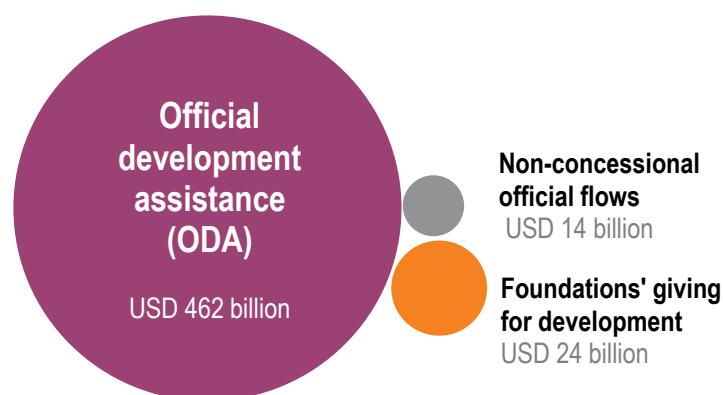 Official
development
assistance
(ODA)
USD 462 billion
Non-concessional
official flows
USD 14 billion
Foundations' giving
for development
USD 24 billion